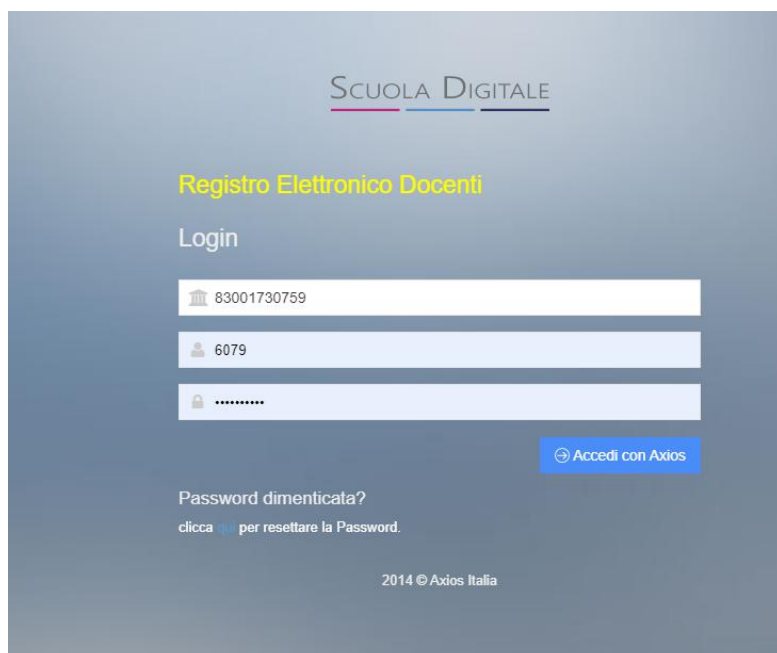 SCUOLA DIGITALE
Registro Elettronico Docenti
Login
83001730759
6079
••••••••••
Accedi con Axios
Password dimenticata?
clicca qui per resettare la Password.
2014 © Axios Italia